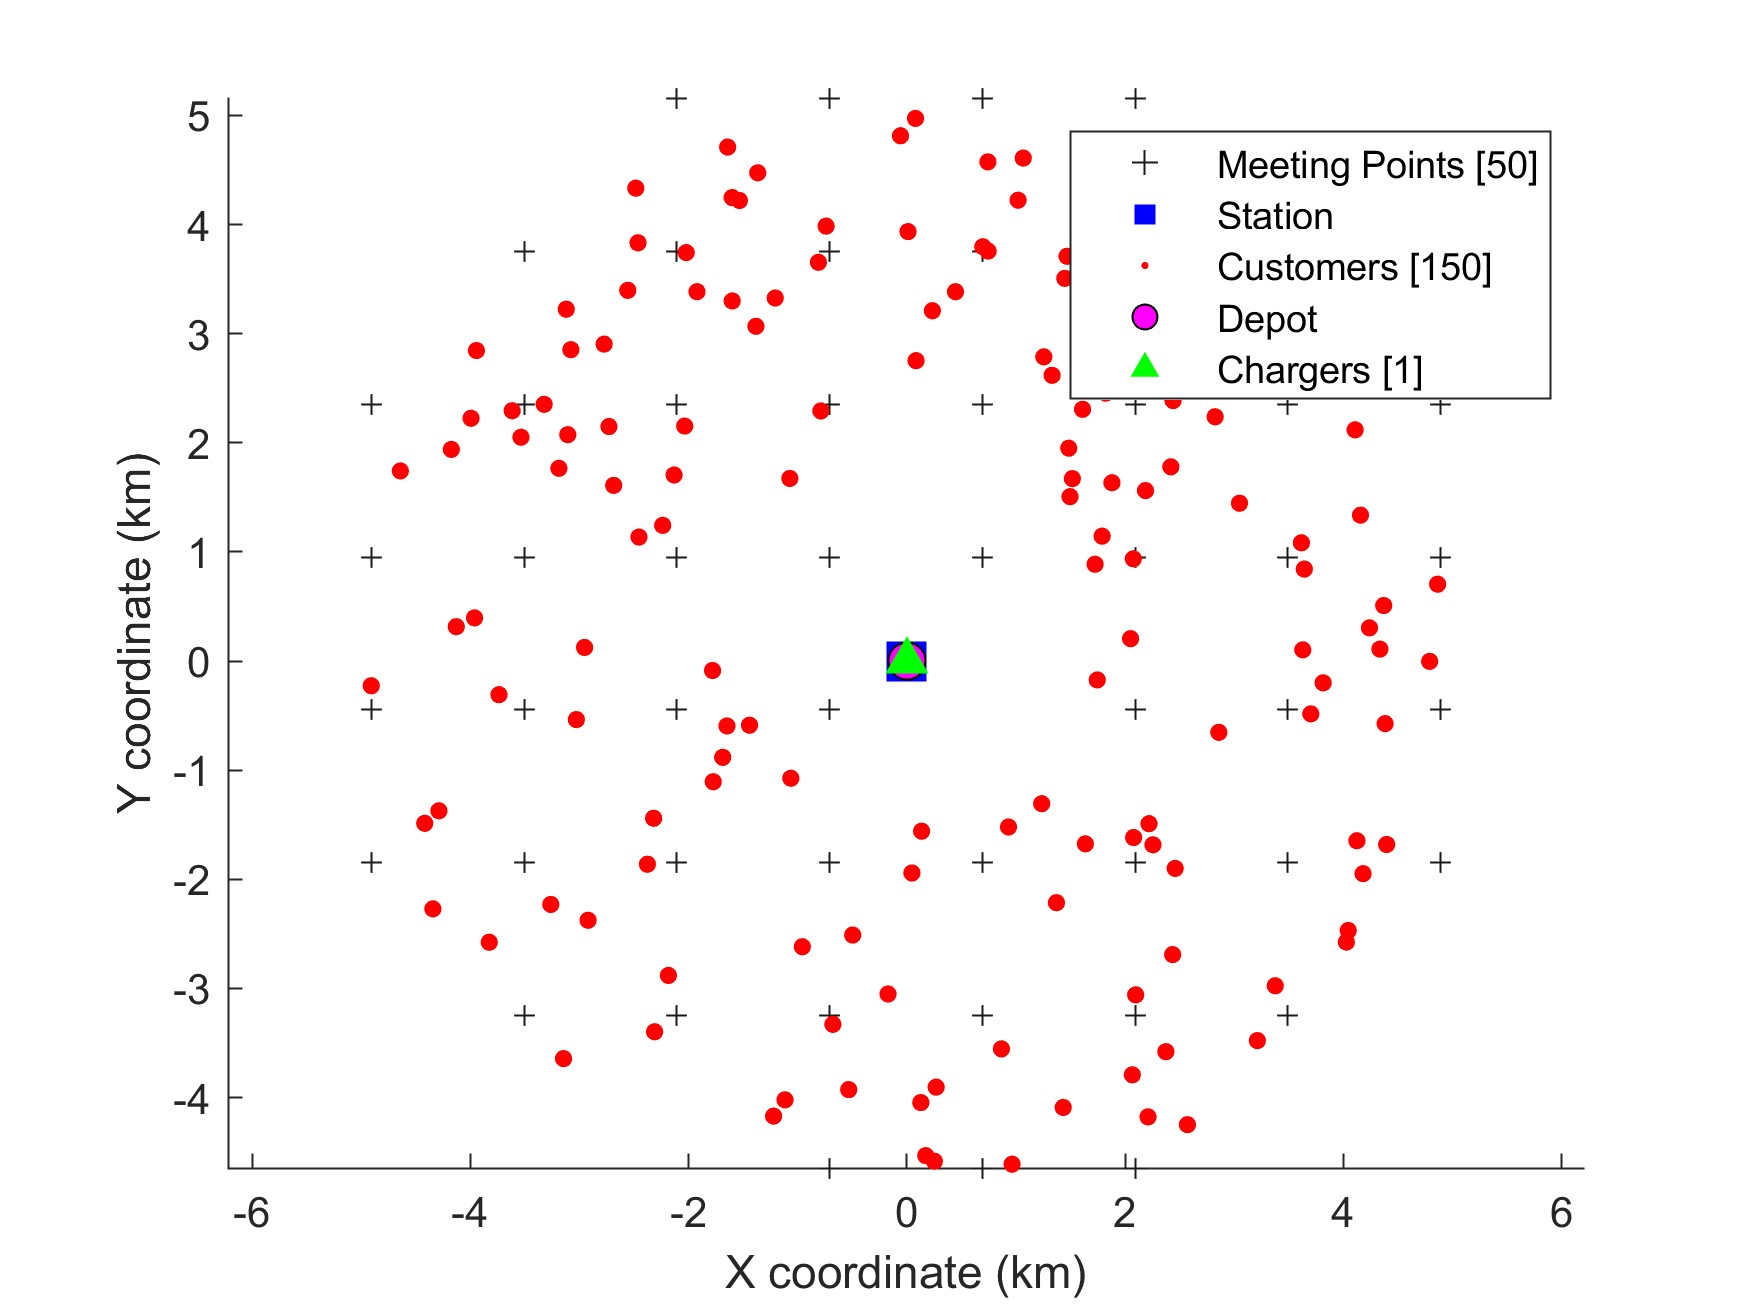 5
4
3
2
1
0
-1
-2
-3
-4
Y coordinate (km)
Meeting Points [50]
Station
Customers [150]
Depot
Chargers [1]
-6
-4
-2
0
2
4
6
X coordinate (km)